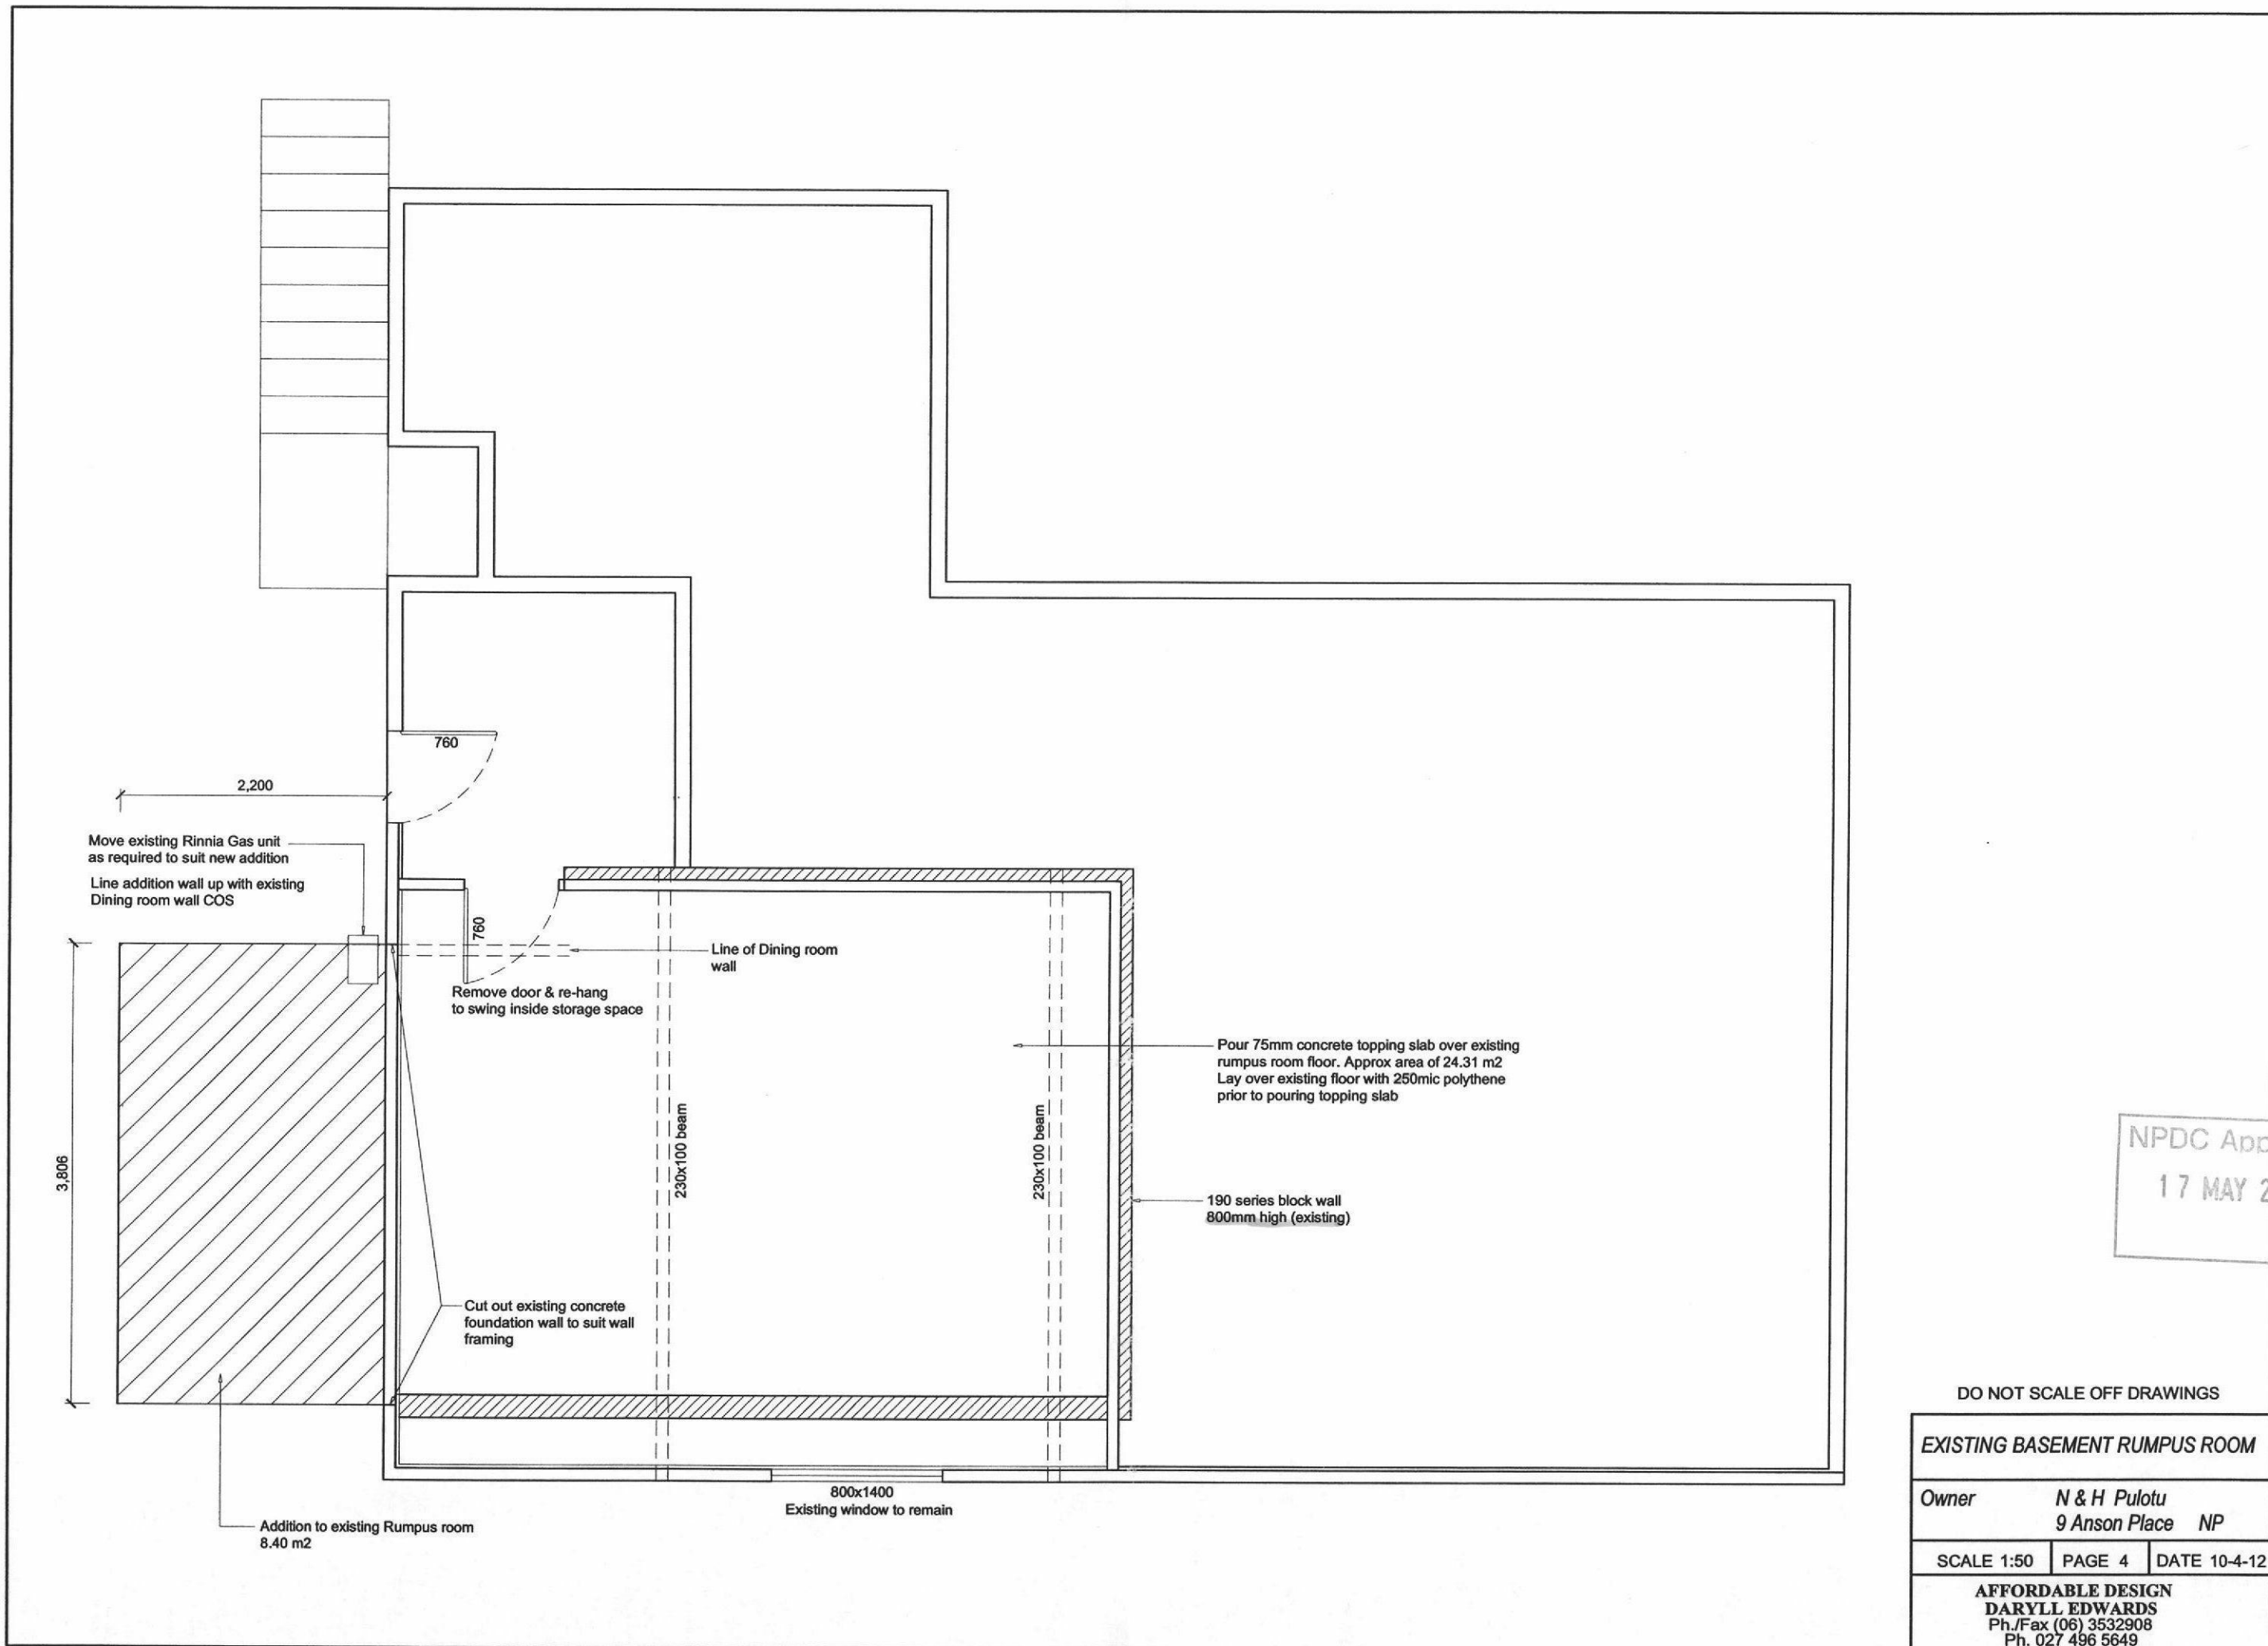 760
2,200
Move existing Rinnia Gas unit
as required to suit new addition
Line addition wall up with existing
Dining room wall COS
760
Line of Dining room
wall
Remove door & re-hang
to swing inside storage space
Pour 75mm concrete topping slab over existing
rumpus room floor. Approx area of 24.31 m2
Lay over existing floor with 250mic polythene
prior to pouring topping slab
3,806
230x100 beam
230x100 beam
190 series block wall
800mm high (existing)
NPDC App
17 MAY 2
Cut out existing concrete
foundation wall to suit wall
framing
800x1400
Existing window to remain
Addition to existing Rumpus room
8.40 m2
DO NOT SCALE OFF DRAWINGS
EXISTING BASEMENT RUMPUS ROOM
Owner N & H Pulotu
9 Anson Place NP
SCALE 1:50 PAGE 4 DATE 10-4-12
AFFORDABLE DESIGN
DARYLL EDWARDS
Ph./Fax (06) 3532908
Ph. 027 496 5649